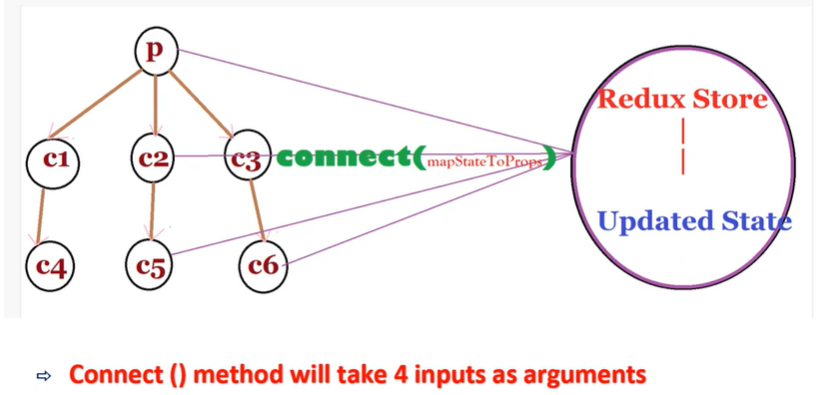 p
c1
c2
c3
connect(mapStateToProps)
c4
c5
c6
Redux Store
Updated State
⇨ Connect () method will take 4 inputs as arguments